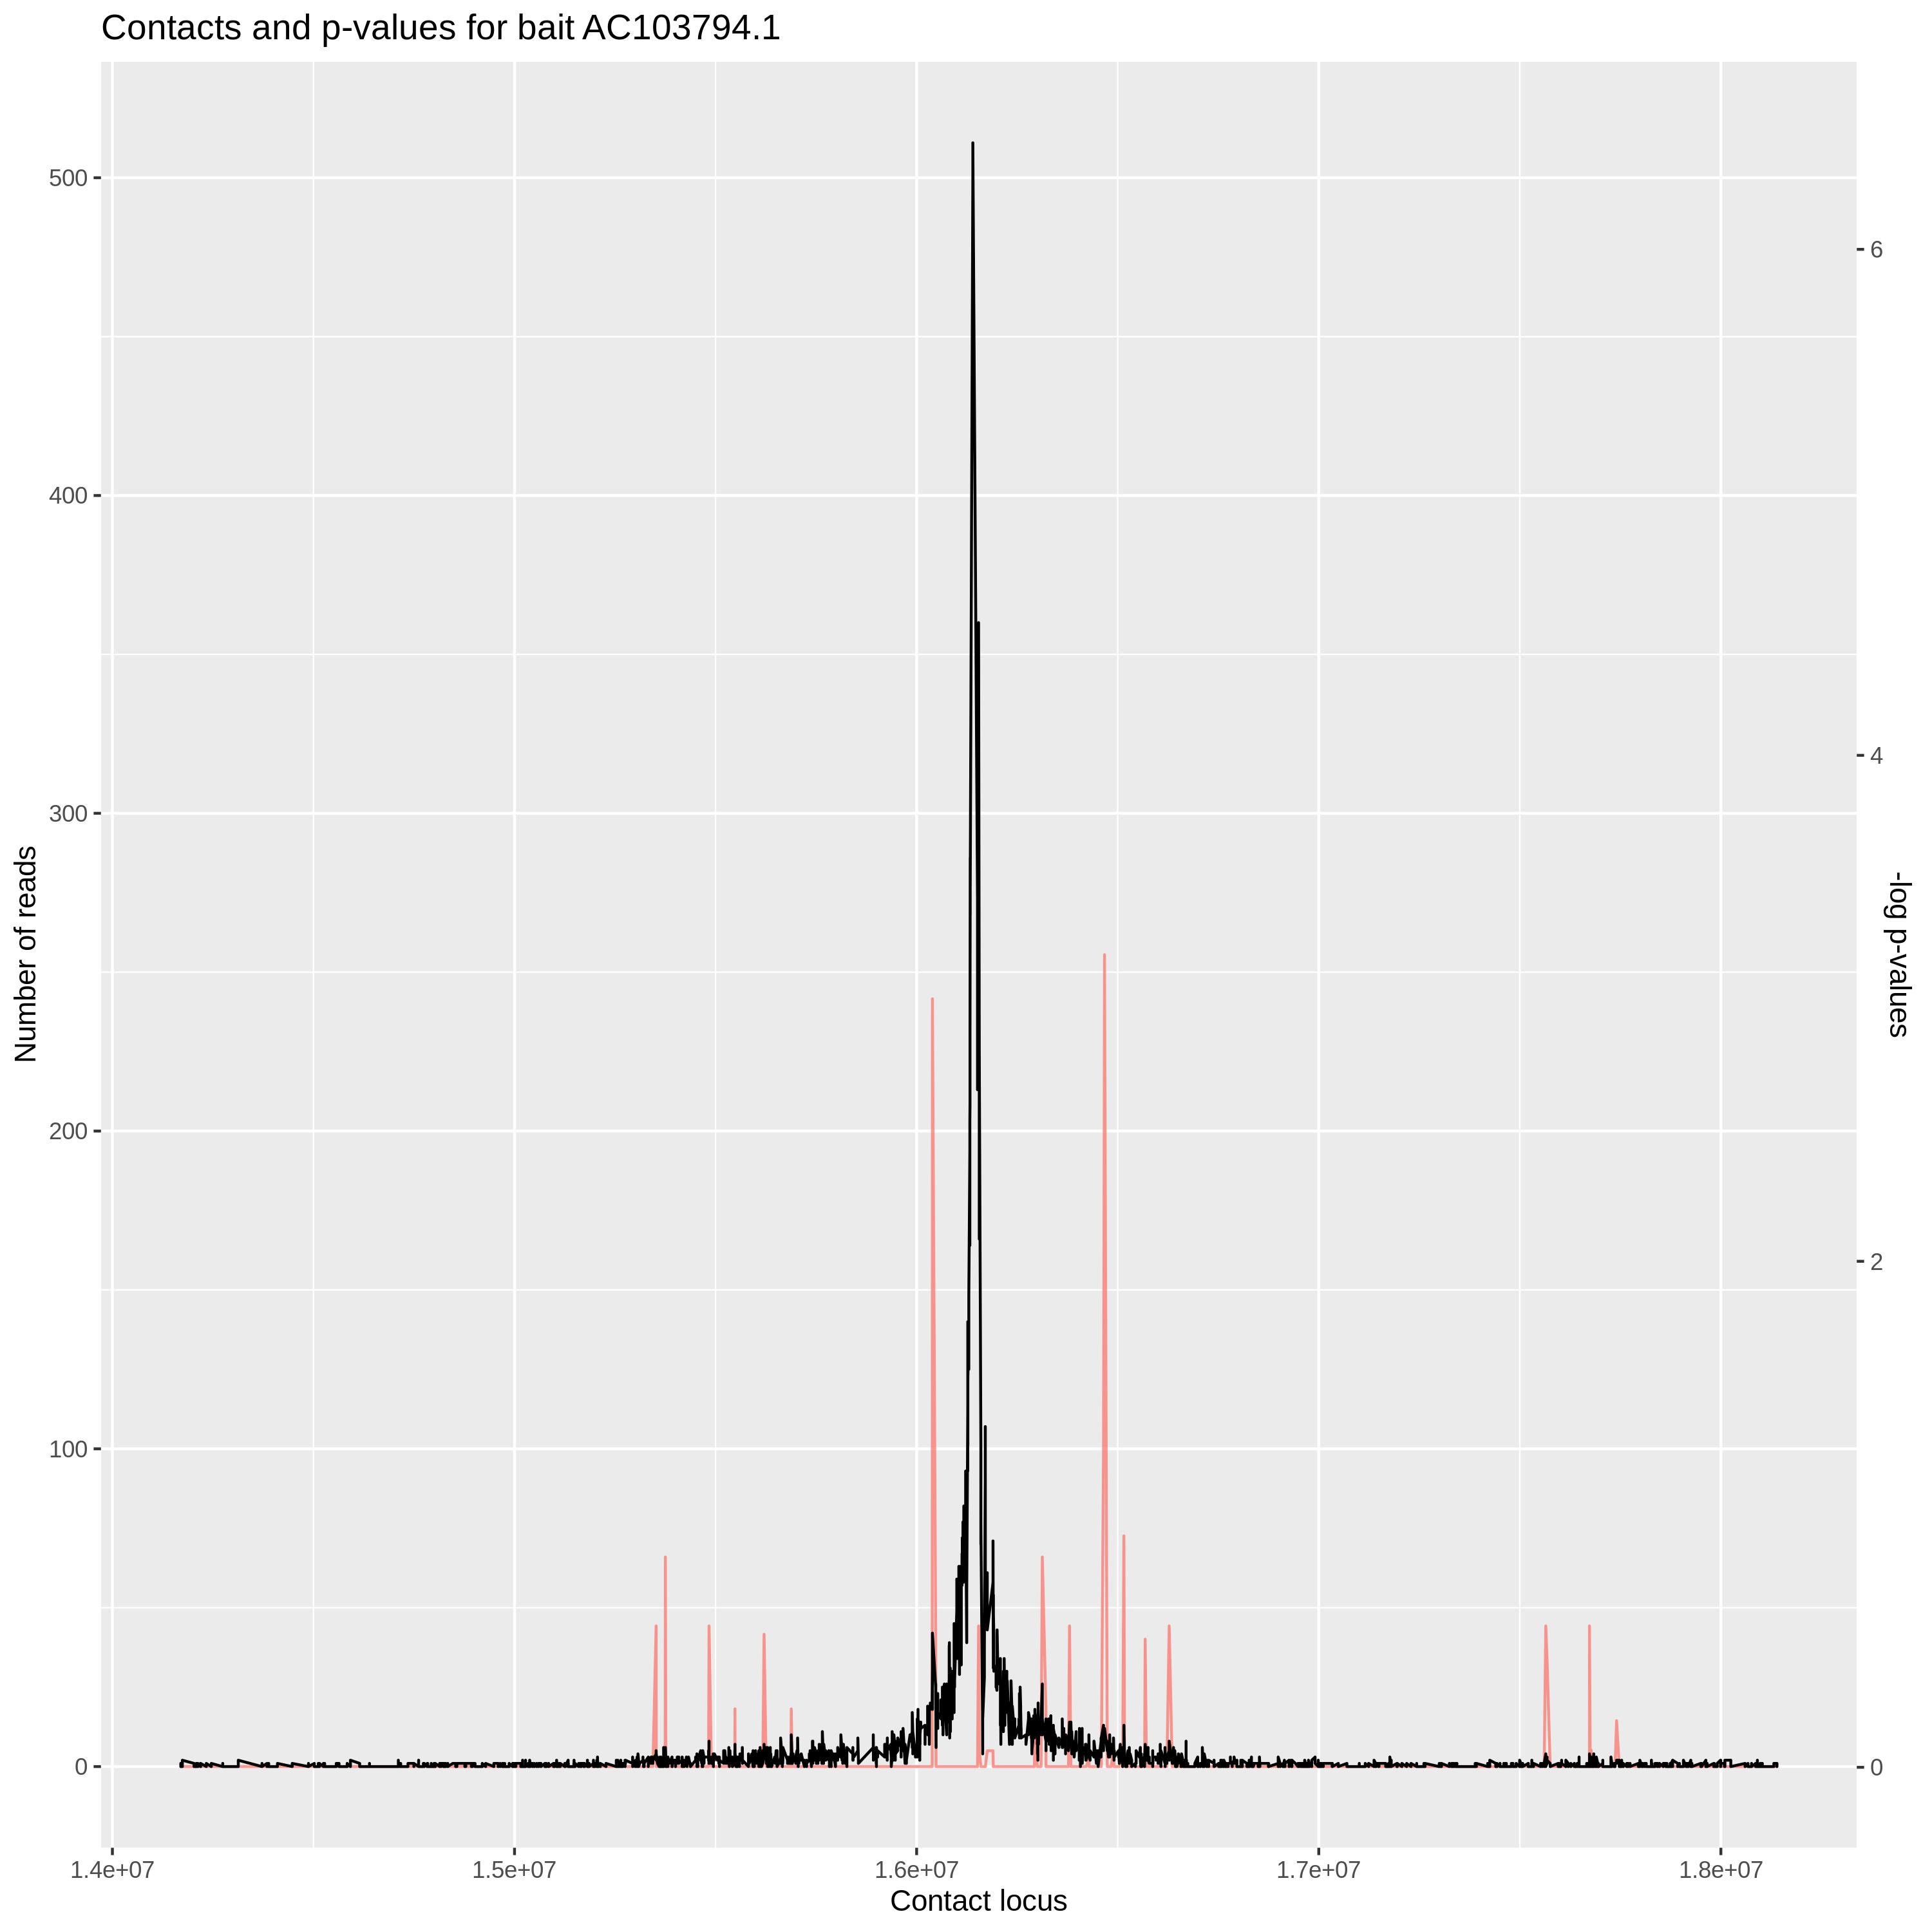 Contacts and p-values for bait AC103794.1
500
400
300
200
100
0
Number of reads
6
4
2
0
-log p-values
1.4e+07
1.5e+07
1.6e+07
1.7e+07
1.8e+07
Contact locus